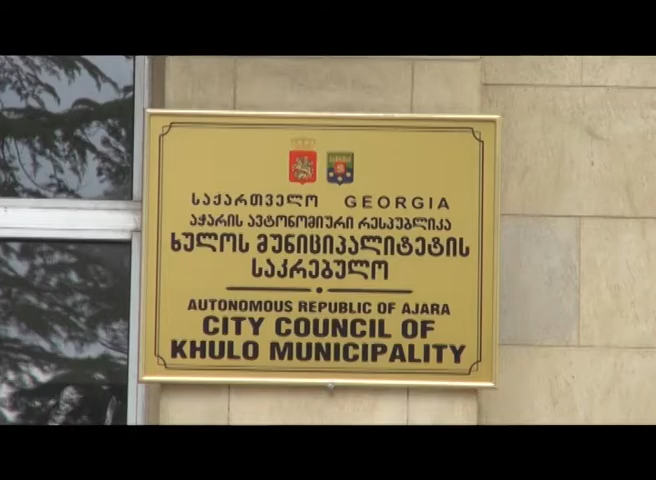 საქართველო GEORGIA
აჭარის ავტონომიური რესპუბლიკა
ხულოს მუნიციპალიტეტის
საკრებულო
AUTONOMOUS REPUBLIC OF AJARA
CITY COUNCIL OF
KHULO MUNICIPALITY